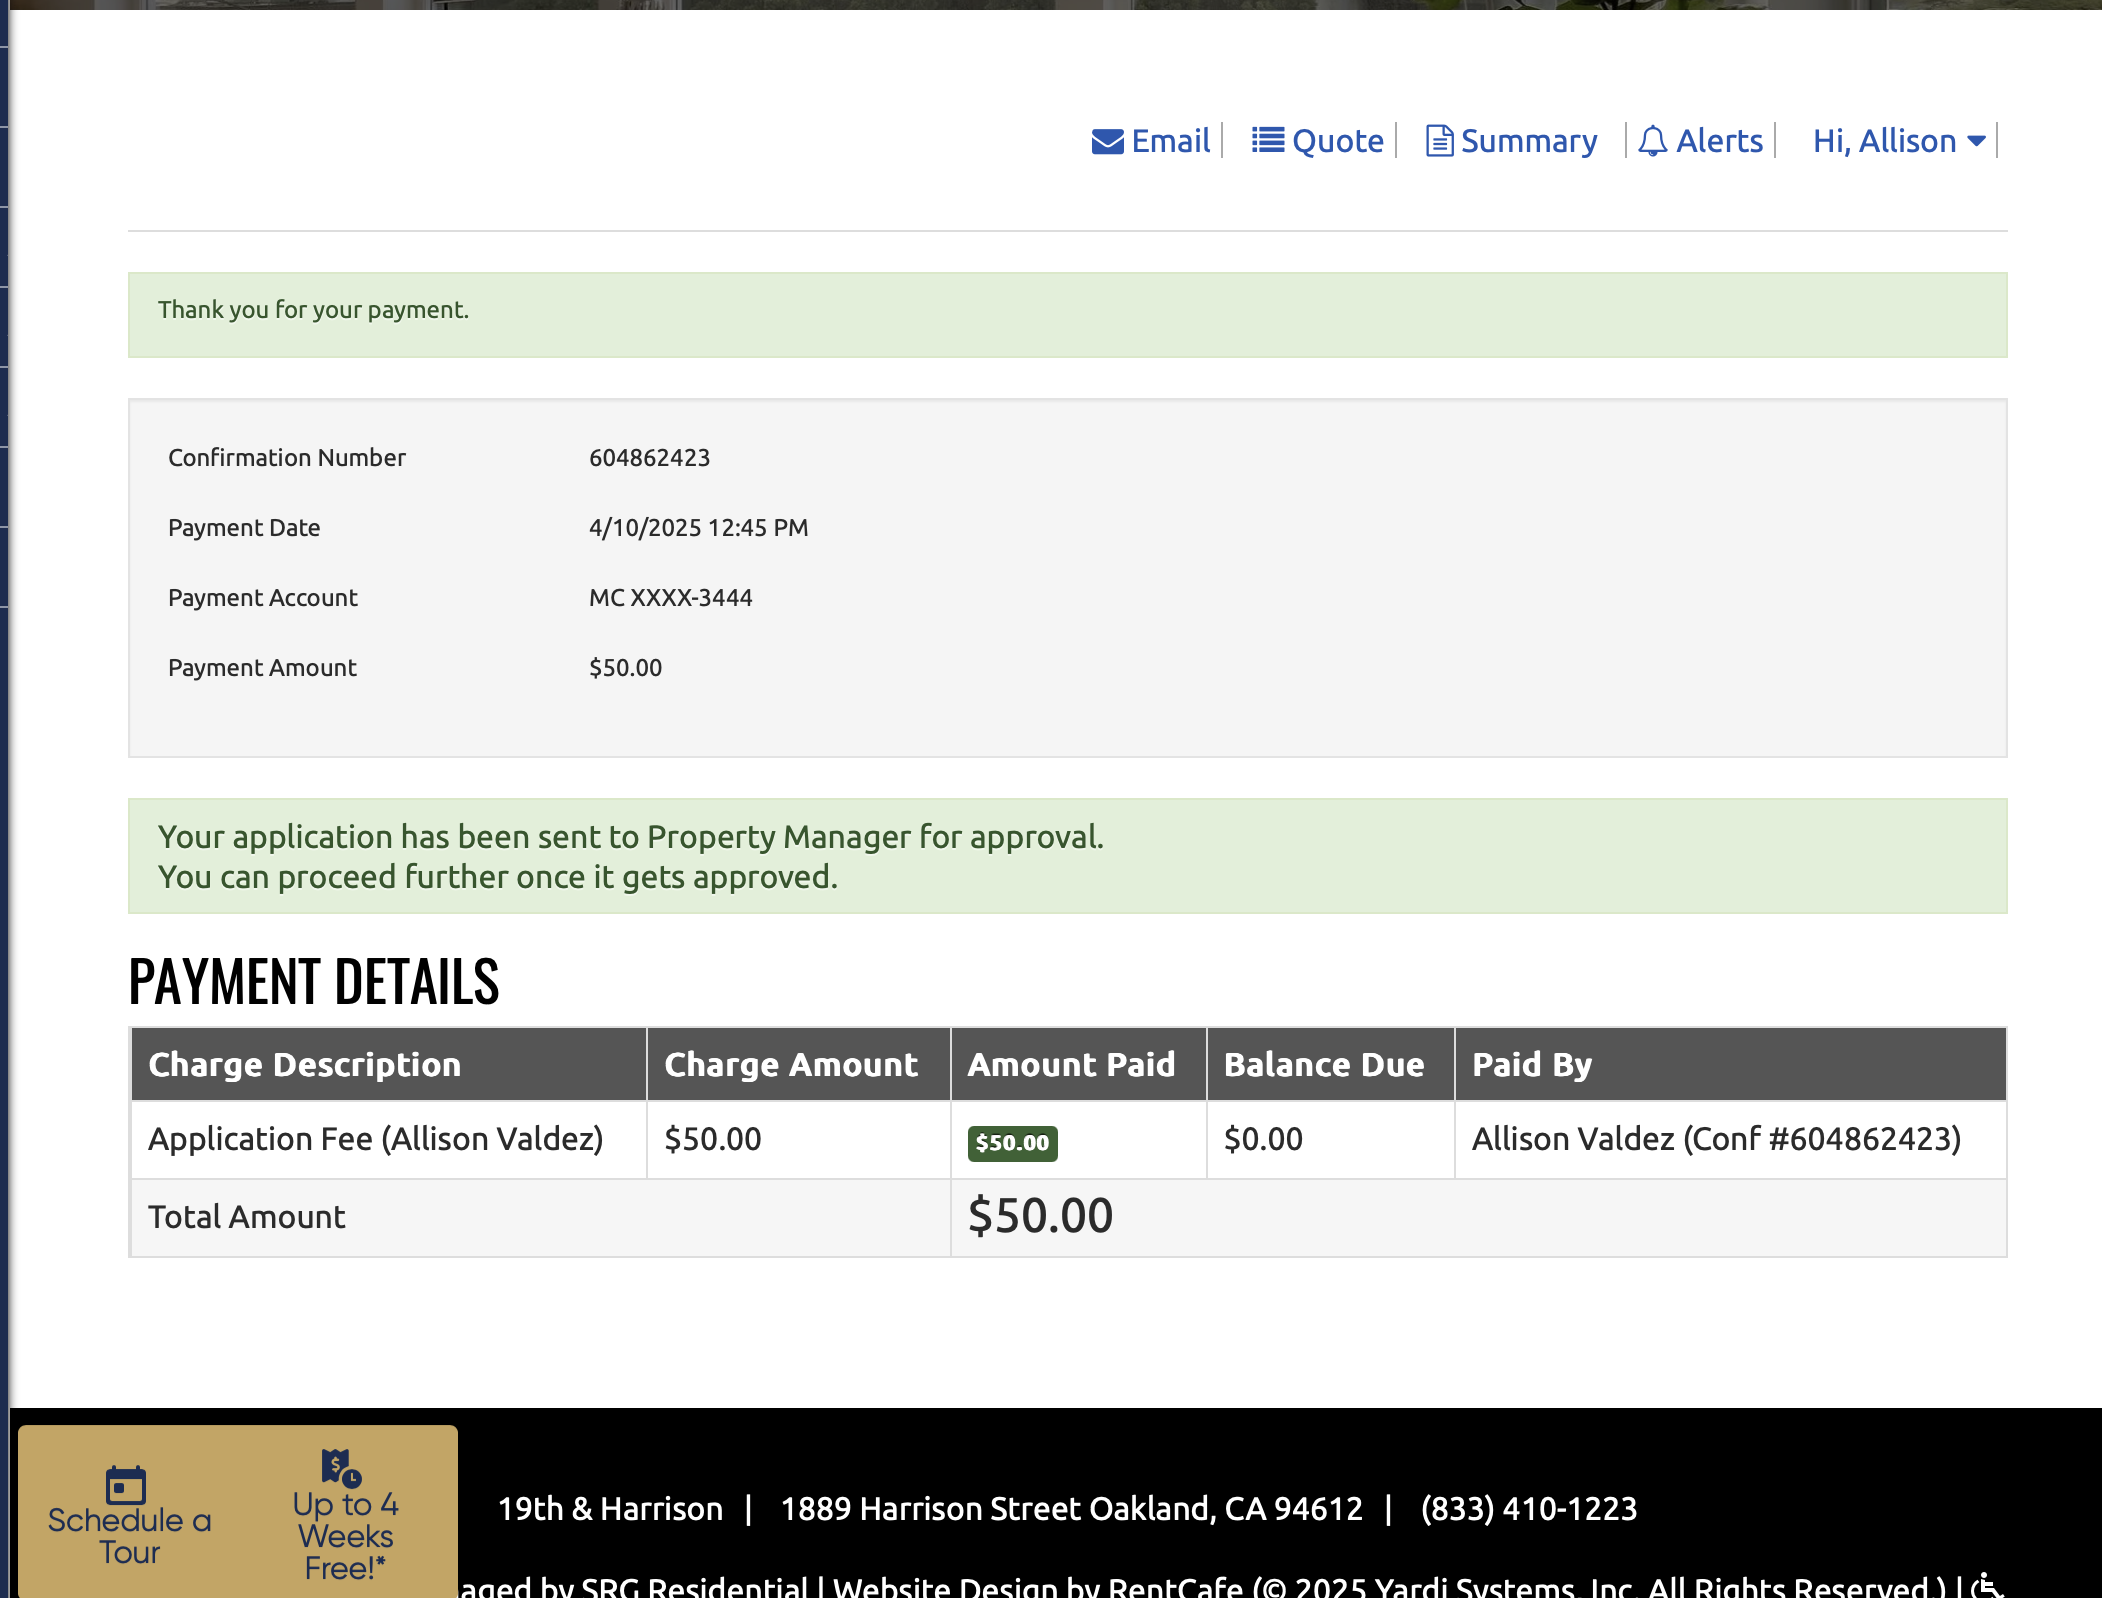 Email Quote Summary Alerts Hi, Allison
Thank you for your payment.
Confirmation Number 604862423
Payment Date 4/10/2025 12:45 PM
Payment Account MC XXXX-3444
Payment Amount $50.00
Your application has been sent to Property Manager for approval.
You can proceed further once it gets approved.
PAYMENT DETAILS
Charge Description Charge Amount Amount Paid Balance Due Paid By
Application Fee (Allison Valdez) $50.00 $50.00 $0.00 Allison Valdez (Conf #604862423)
Total Amount $50.00
Schedule a
Tour
Up to 4
Weeks
Free!*
19th & Harrison | 1889 Harrison Street Oakland, CA 94612 | (833) 410-1223
aged by SRG Residential | Website Design by RentCafe (© 2025 Yardi Systems, Inc. All Rights Reserved.) |